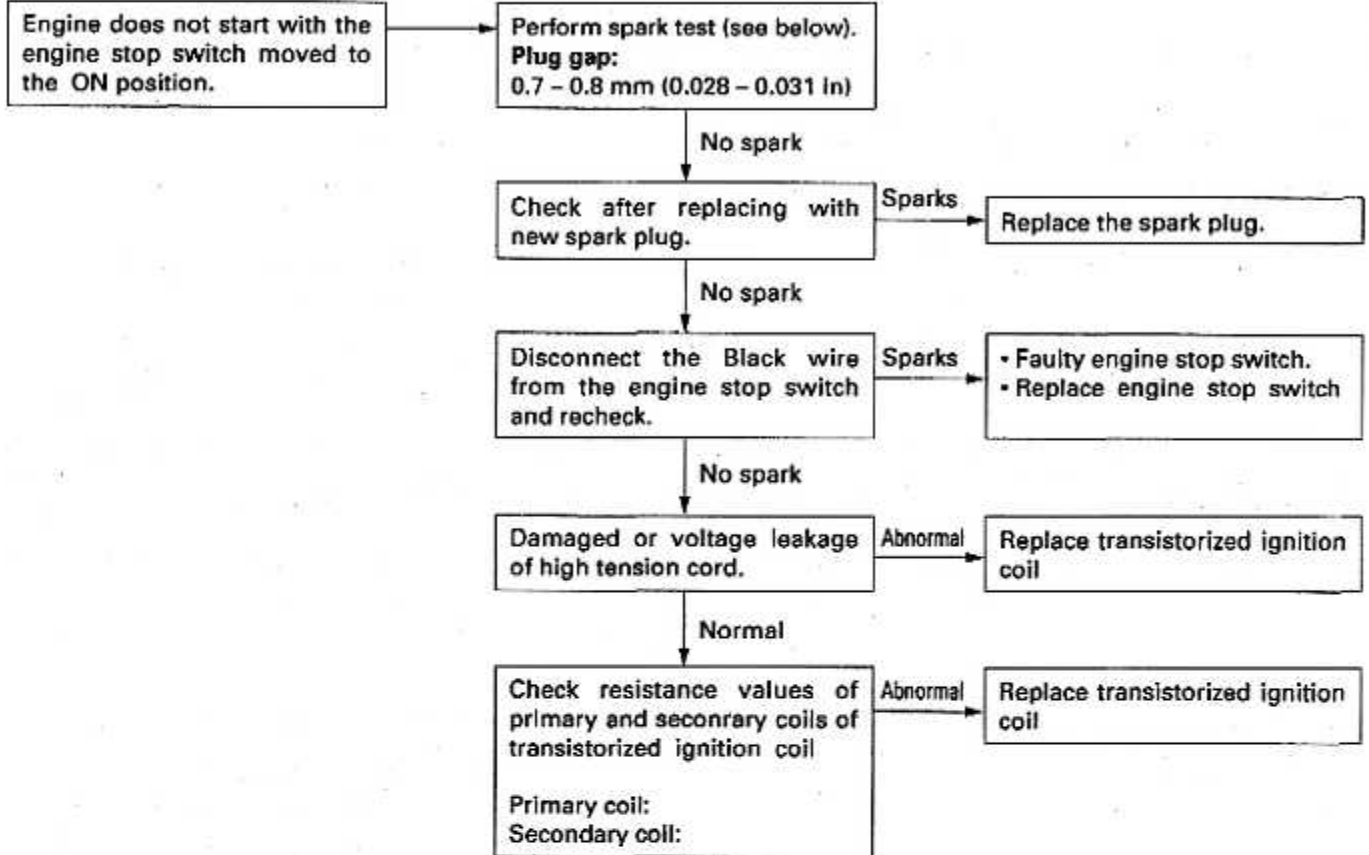 Engine does not start with the
engine stop switch moved to
the ON position.
Perform spark test (see below).
Plug gap:
0.7 – 0.8 mm (0.028 – 0.031 in)
No spark
Check after replacing with
new spark plug.
Sparks
Replace the spark plug.
No spark
Disconnect the Black wire
from the engine stop switch
and recheck.
Sparks
• Faulty engine stop switch.
• Replace engine stop switch
No spark
Damaged or voltage leakage
of high tension cord.
Abnormal
Replace transistorized ignition
coil
Normal
Check resistance values of
primary and seconrary coils of
transistorized ignition coil
Primary coil:
Secondary coil:
Abnormal
Replace transistorized ignition
coil